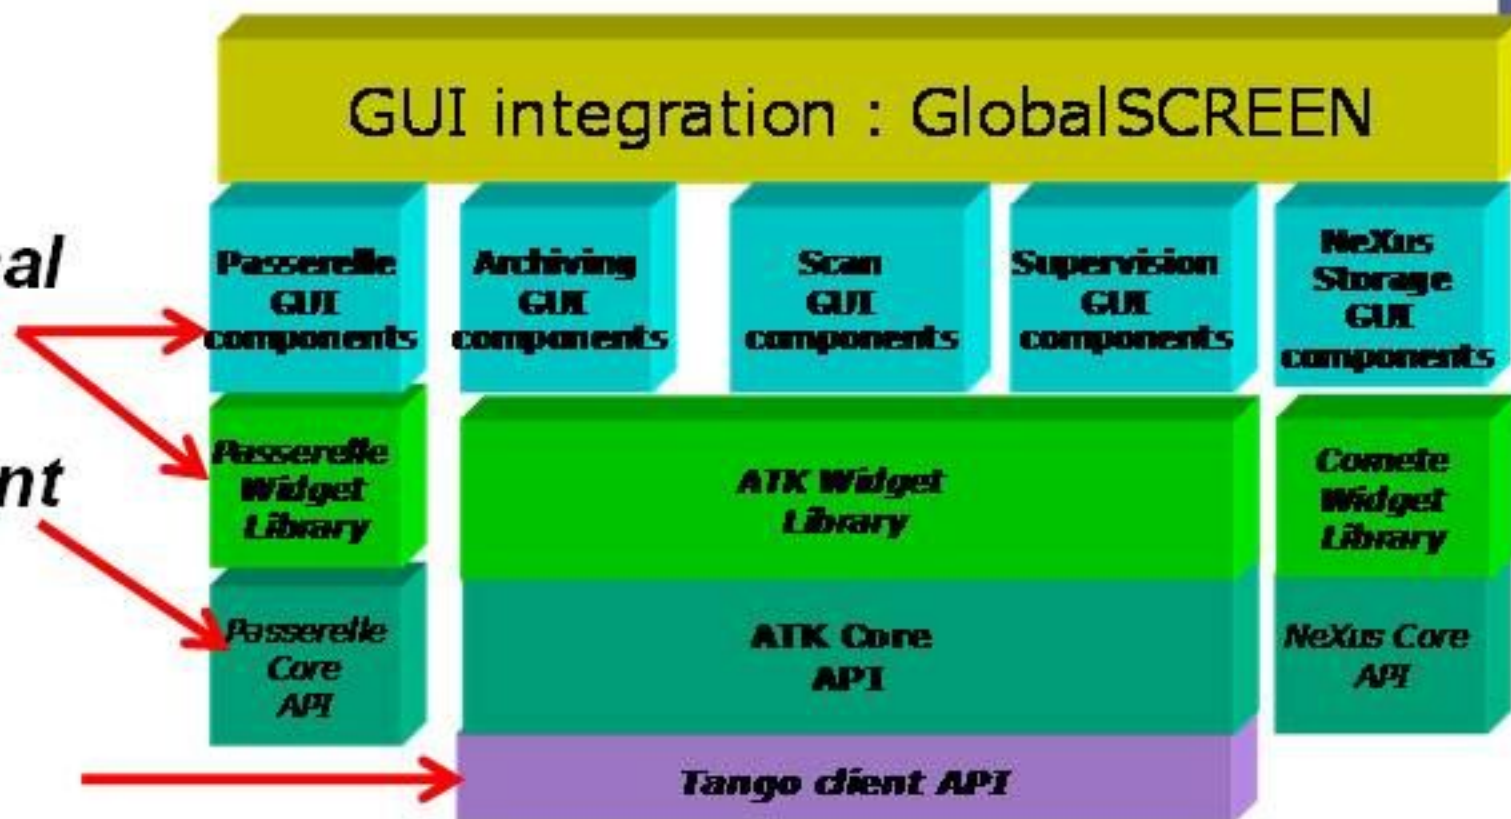 GUI integration : GlobalSCREEN
Passerelle
GUI
components
Archiving
GUI
components
Scan
GUI
components
Supervision
GUI
components
NeXus
Storage
GUI
components
al
nt
Passerelle
Widget
Library
ATK Widget
Library
Comete
Widget
Library
Passerelle
Core
API
ATK Core
API
NeXus Core
API
Tango client API